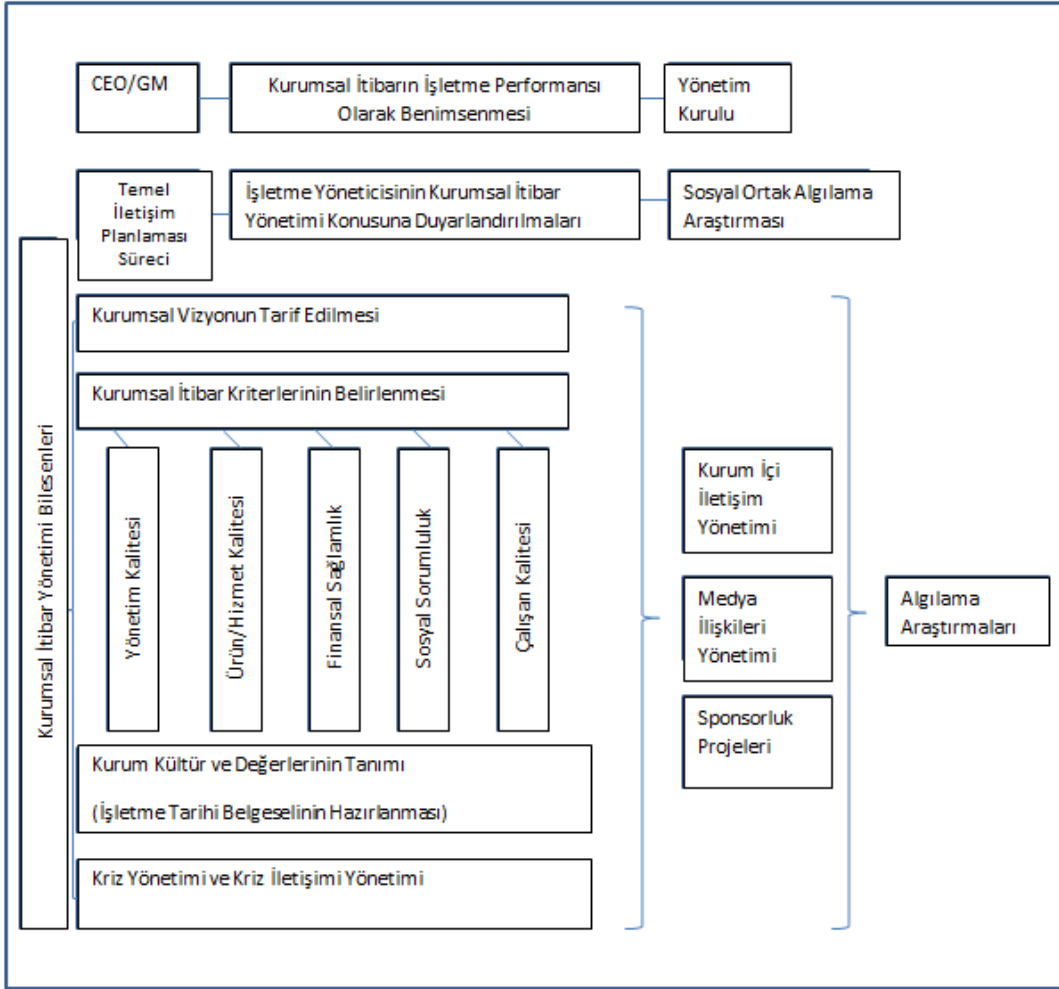 CEO/GM
Kurumsal İtibarın İşletme Performansı
Olarak Benimsenmesi
Yönetim
Kurulu
Temel
İletişim
Planlaması
Süreci
İşletme Yöneticisinin Kurumsal İtibar
Yönetimi Konusuna Duyarlandırılmaları
Sosyal Ortak Algılama
Araştırması
Kurumsal İtibar Yönetimi Bilesenleri
Kurumsal Vizyonun Tarif Edilmesi
Kurumsal İtibar Kriterlerinin Belirlenmesi
Yönetim Kalitesi
Ürün/Hizmet Kalitesi
Finansal Sağlamlık
Sosyal Sorumluluk
Çalışan Kalitesi
Kurum Kültür ve Değerlerinin Tanımı
(İşletme Tarihi Belgeselinin Hazırlanması)
Kriz Yönetimi ve Kriz İletişimi Yönetimi
Kurum İçi
İletişim
Yönetimi
Medya
İlişkileri
Yönetimi
Sponsorluk
Projeleri
Algılama
Araştırmaları